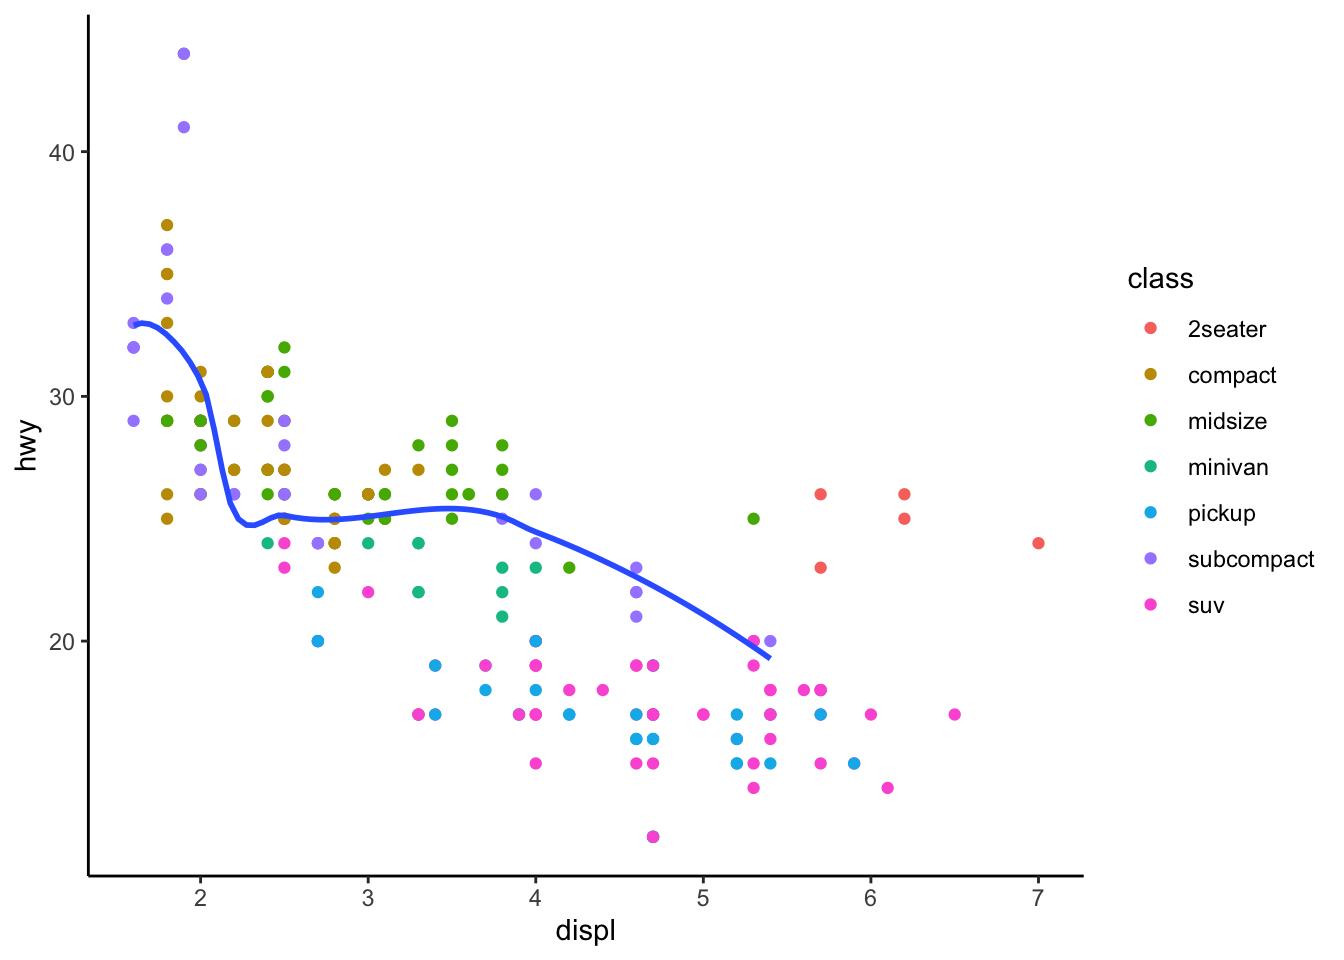 40
30
20
hwy
2 3 4 5 6 7
displ
class
2seater
compact
midsize
minivan
pickup
subcompact
suv